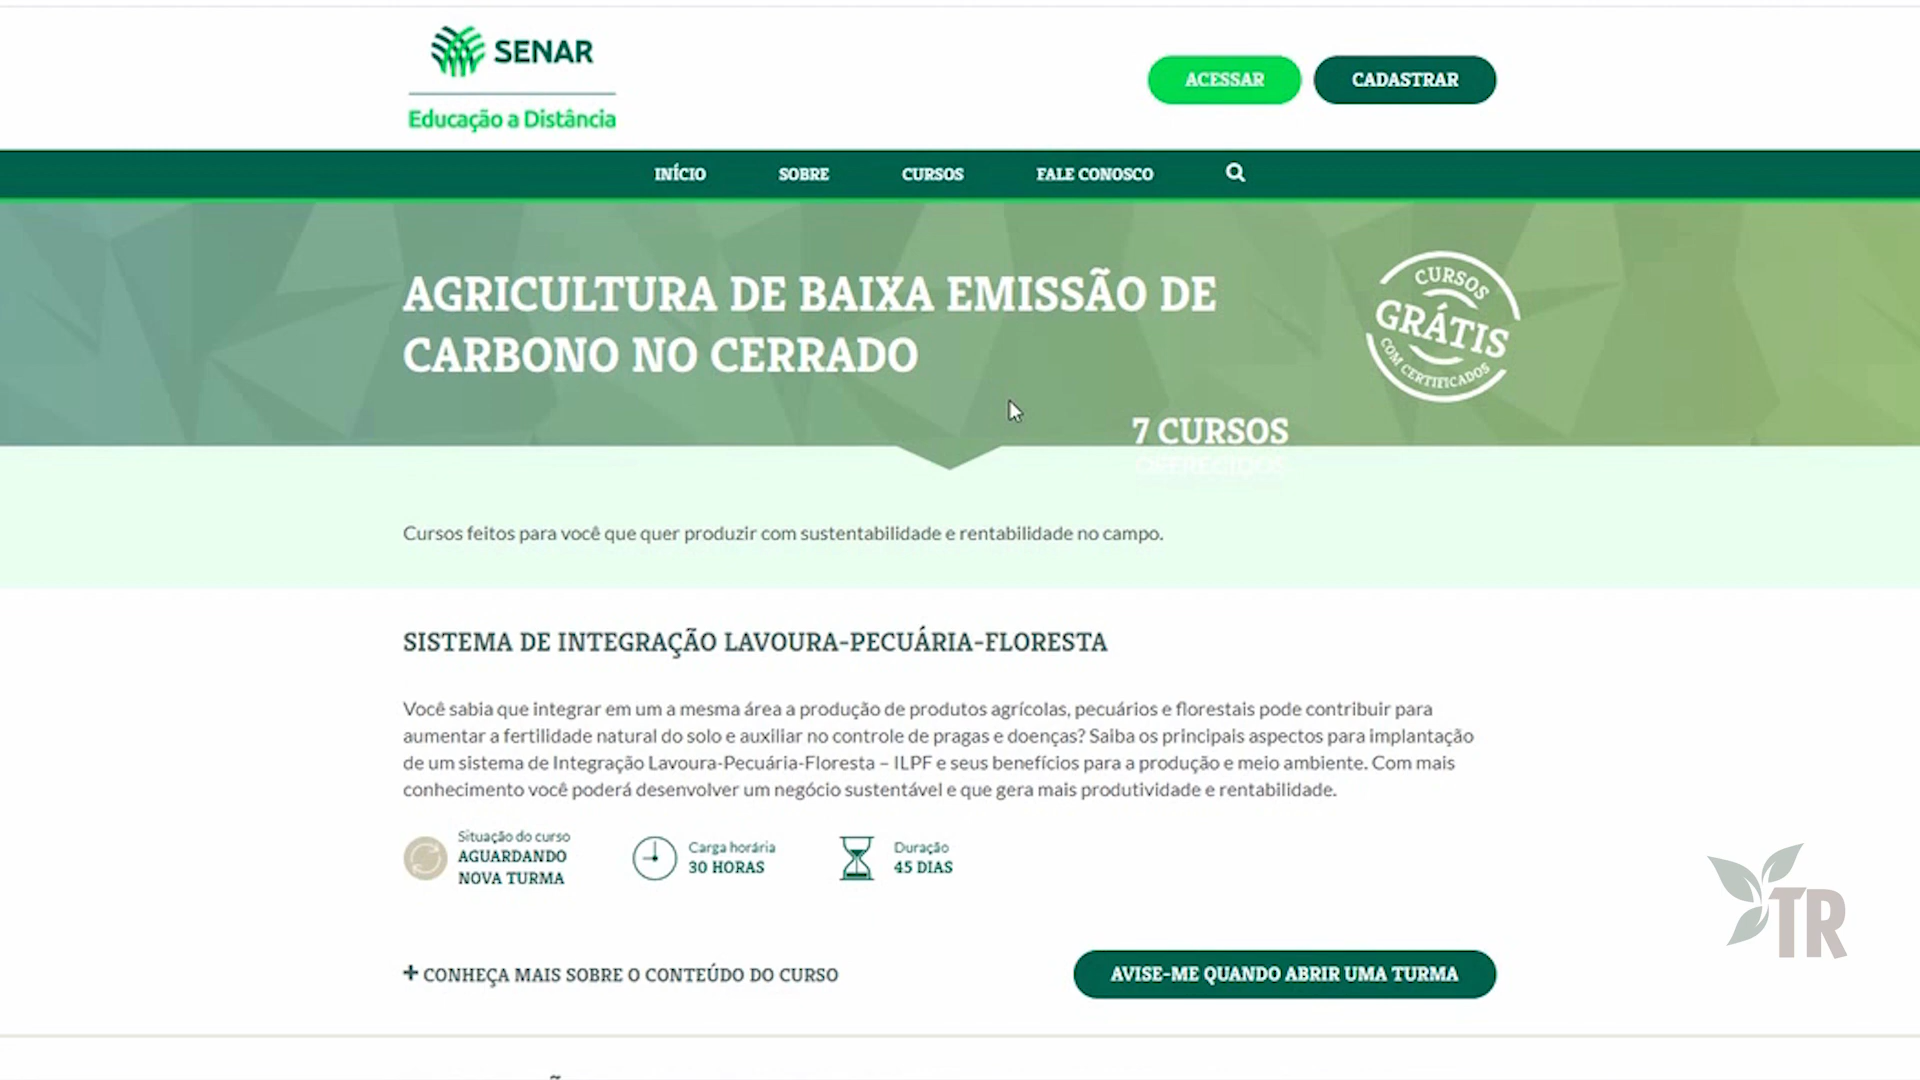 SENAR
Educação a Distância
ACESSAR
CADASTRAR
INÍCIO
SOBRE
CURSOS
FALE CONOSCO
AGRICULTURA DE BAIXA EMISSÃO DE
CARBONO NO CERRADO
CURSOS
GRÁTIS
COM CERTIFICADOS
7 CURSOS
OFERECIDOS
Cursos feitos para você que quer produzir com sustentabilidade e rentabilidade no campo.
SISTEMA DE INTEGRAÇÃO LAVOURA-PECUÁRIA-FLORESTA
Você sabia que integrar em um a mesma área a produção de produtos agrícolas, pecuários e florestais pode contribuir para
aumentar a fertilidade natural do solo e auxiliar no controle de pragas e doenças? Saiba os principais aspectos para implantação
de um sistema de Integração Lavoura-Pecuária-Floresta – ILPF e seus benefícios para a produção e meio ambiente. Com mais
conhecimento você poderá desenvolver um negócio sustentável e que gera mais produtividade e rentabilidade.
Situação do curso
AGUARDANDO
NOVA TURMA
Carga horária
30 HORAS
Duração
45 DIAS
TR
+ CONHEÇA MAIS SOBRE O CONTEÚDO DO CURSO
AVISE-ME QUANDO ABRIR UMA TURMA